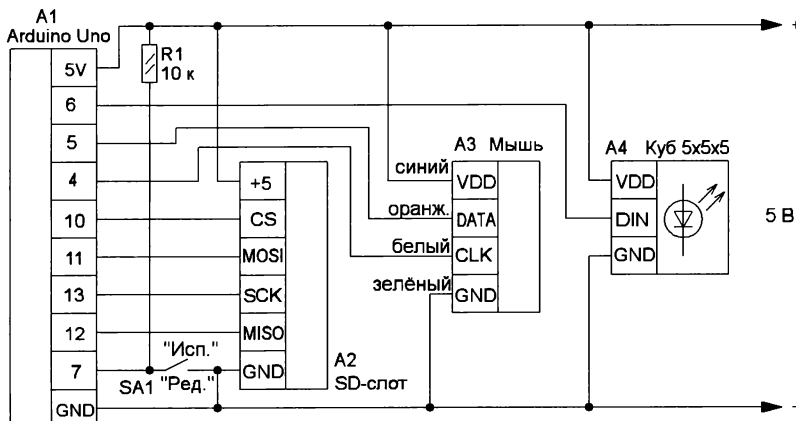 A1
Arduino Uno
5V
6
5
4
10
11
13
12
7
GND
R1
10 к
+5
CS
MOSI
SCK
MISO
GND
A2
SD-слот
SA1
"Исп."
"Ред."
A3 Мышь
синий
VDD
оранж.
DATA
белый
CLK
зелёный
GND
A4 Куб 5x5x5
VDD
DIN
GND
+
5 В
−